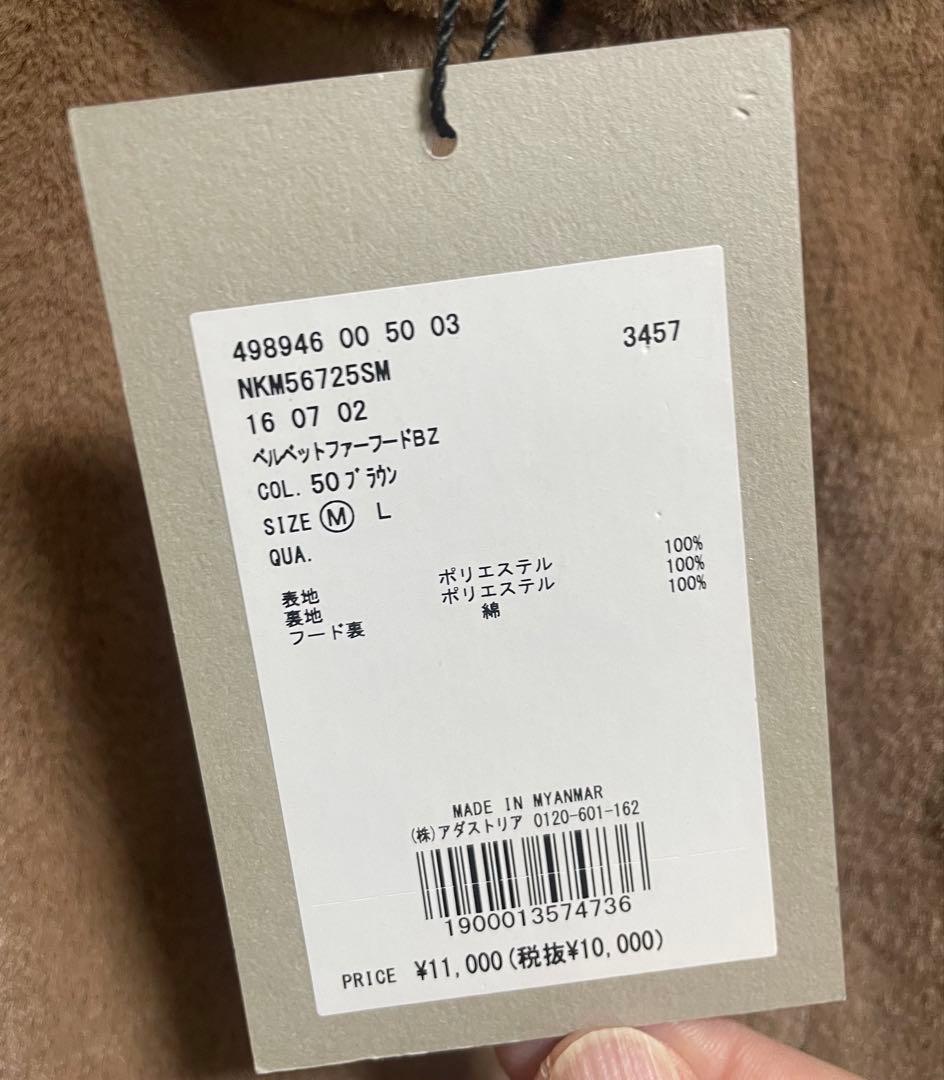 498946 00 50 03 3457
NKM56725SM
16 07 02
ベルベットファーフードBZ
COL. 50 ブラウン
SIZE Ⓜ L
QUA.
表地 ポリエステル 100%
裏地 ポリエステル 100%
フード裏 綿 100%
MADE IN MYANMAR
(株)アダストリア 0120-601-162
1900013574736
PRICE ¥11,000(税抜¥10,000)